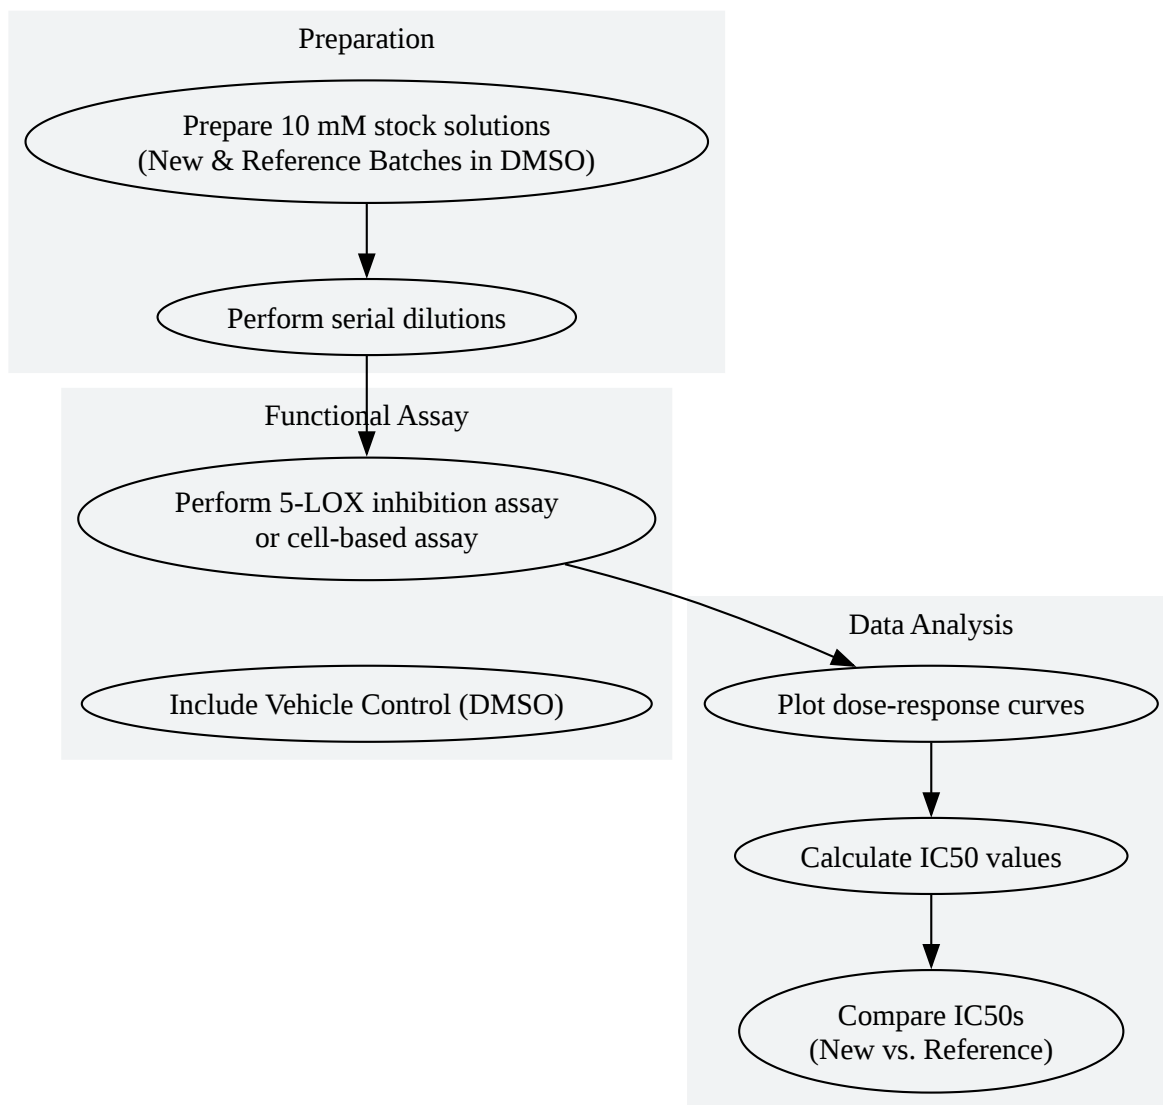 Preparation
Prepare 10 mM stock solutions
(New & Reference Batches in DMSO)
Perform serial dilutions
Functional Assay
Perform 5-LOX inhibition assay
or cell-based assay
Include Vehicle Control (DMSO)
Data Analysis
Plot dose-response curves
Calculate IC50 values
Compare IC50s
(New vs. Reference)